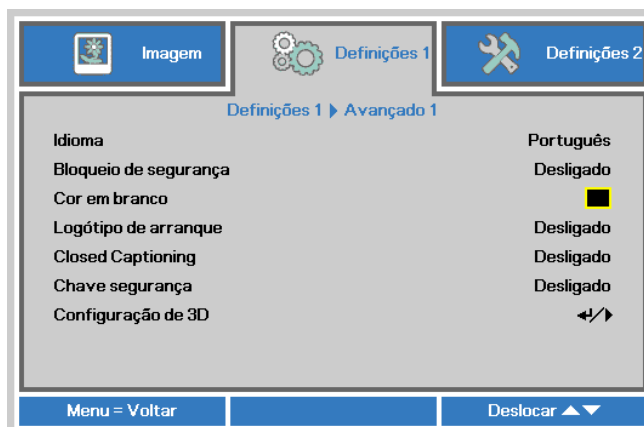 Imagem
Definições 1
Definições 2
Definições 1 ▶ Avançado 1
Idioma Português
Bloqueio de segurança Desligado
Cor em branco
Logótipo de arranque Desligado
Closed Captioning Desligado
Chave segurança Desligado
Configuração de 3D ↵/▶
Menu = Voltar
Deslocar ▲▼